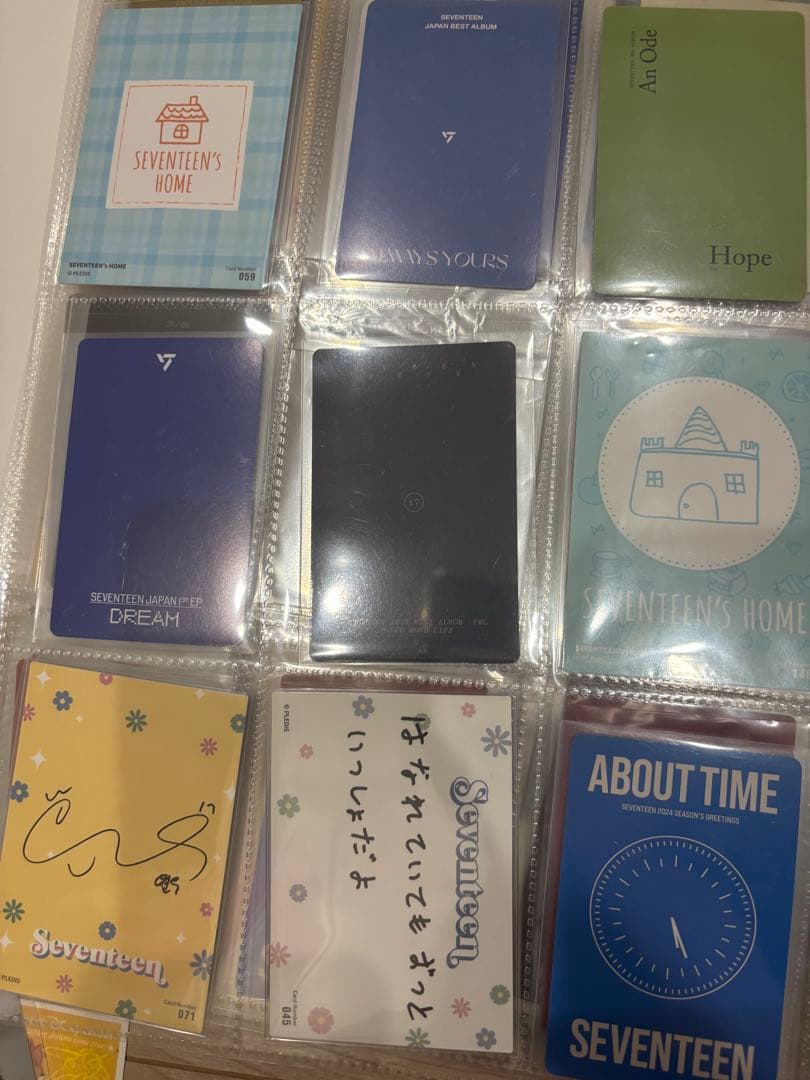 SEVENTEEN's
HOME
SEVENTEEN's HOME
© PLEDIS
Card Number
059
SEVENTEEN
JAPAN BEST ALBUM
ALWAYS YOURS
An Ode
Hope
SEVENTEEN JAPAN 1ST EP
DREAM
17
SEVENTEEN'S HOME
Seventeen
PLEDIS
Card Number
071
© PLEDIS
はなれていてもずっと
いっしょだよ
Seventeen
Card Number
045
ABOUT TIME
SEVENTEEN 2024 SEASON'S GREETINGS
SEVENTEEN